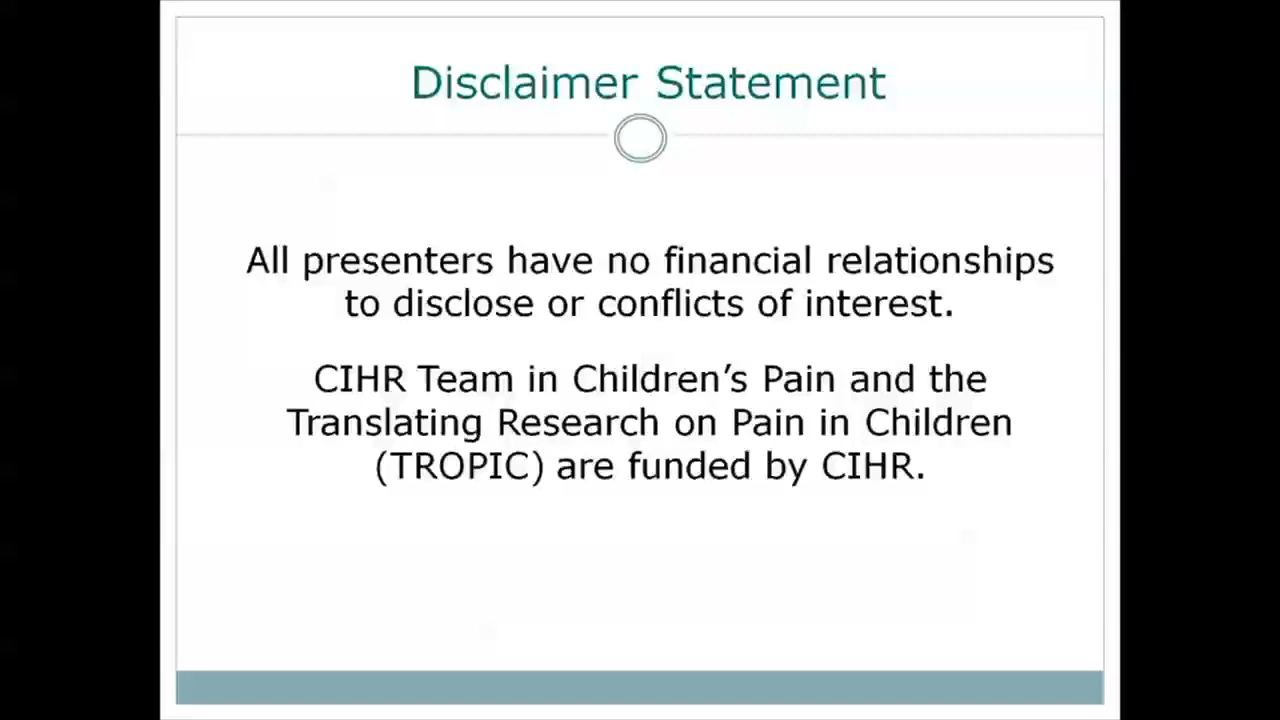 Disclaimer Statement
All presenters have no financial relationships
to disclose or conflicts of interest.
CIHR Team in Children’s Pain and the
Translating Research on Pain in Children
(TROPIC) are funded by CIHR.